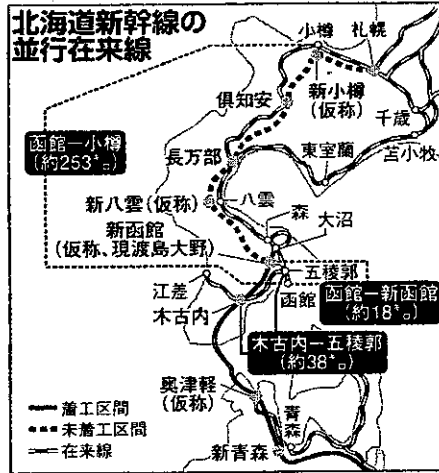 北海道新幹線の
並行在来線
小樽
札幌
新小樽
(仮称)
倶知安
千歳
函館―小樽
(約253㌔)
長万部
東室蘭
苫小牧
新八雲(仮称)
八雲
森
大沼
新函館
(仮称、現渡島大野)
五稜郭
江差
函館
函館―新函館
(約18㌔)
木古内
木古内―五稜郭
(約38㌔)
奥津軽
(仮称)
青森
新青森
着工区間
未着工区間
在来線